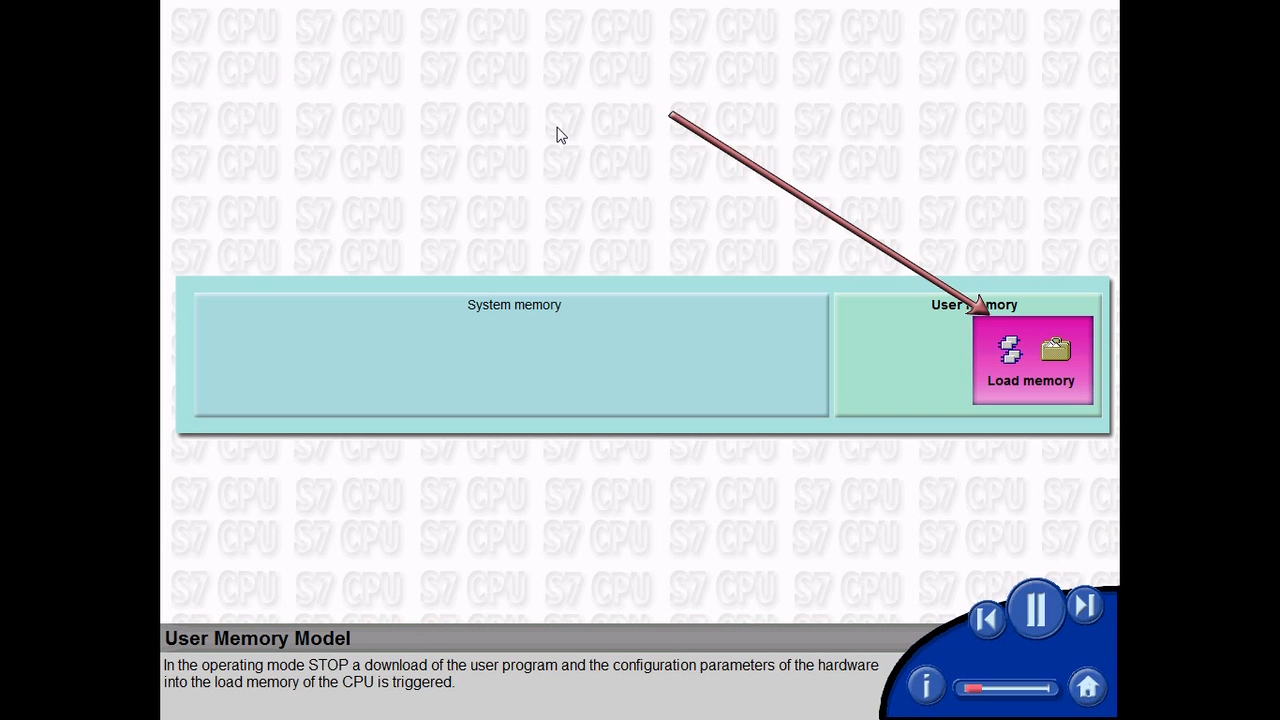 S7 CPU
System memory
User Memory
Load memory
User Memory Model
In the operating mode STOP a download of the user program and the configuration parameters of the hardware
into the load memory of the CPU is triggered.
i